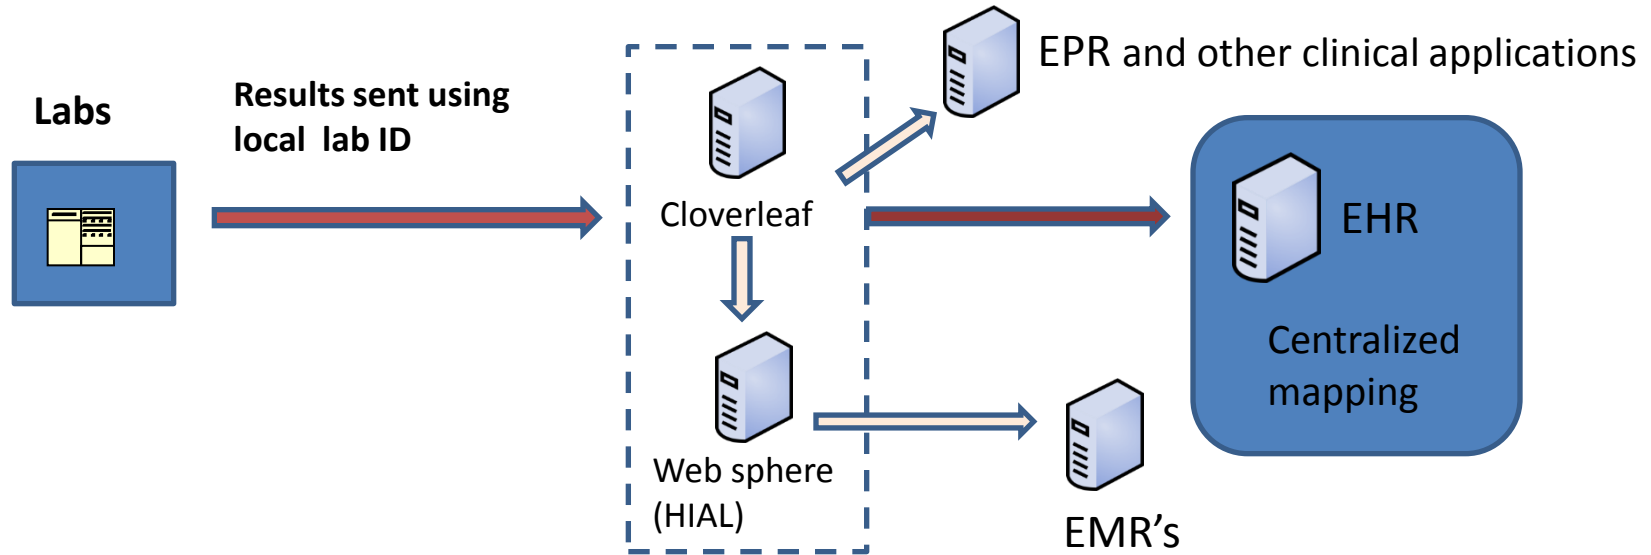 Labs
Results sent using
local lab ID
Cloverleaf
Web sphere
(HIAL)
EPR and other clinical applications
EHR
Centralized
mapping
EMR's